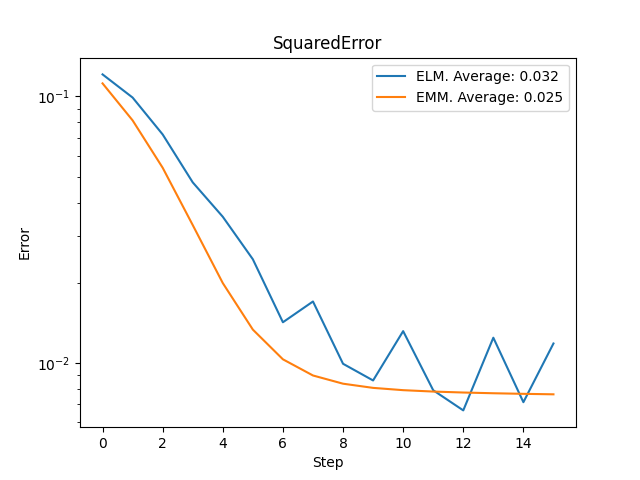 SquaredError
ELM. Average: 0.032
EMM. Average: 0.025
10⁻¹
10⁻²
Error
0 2 4 6 8 10 12 14
Step